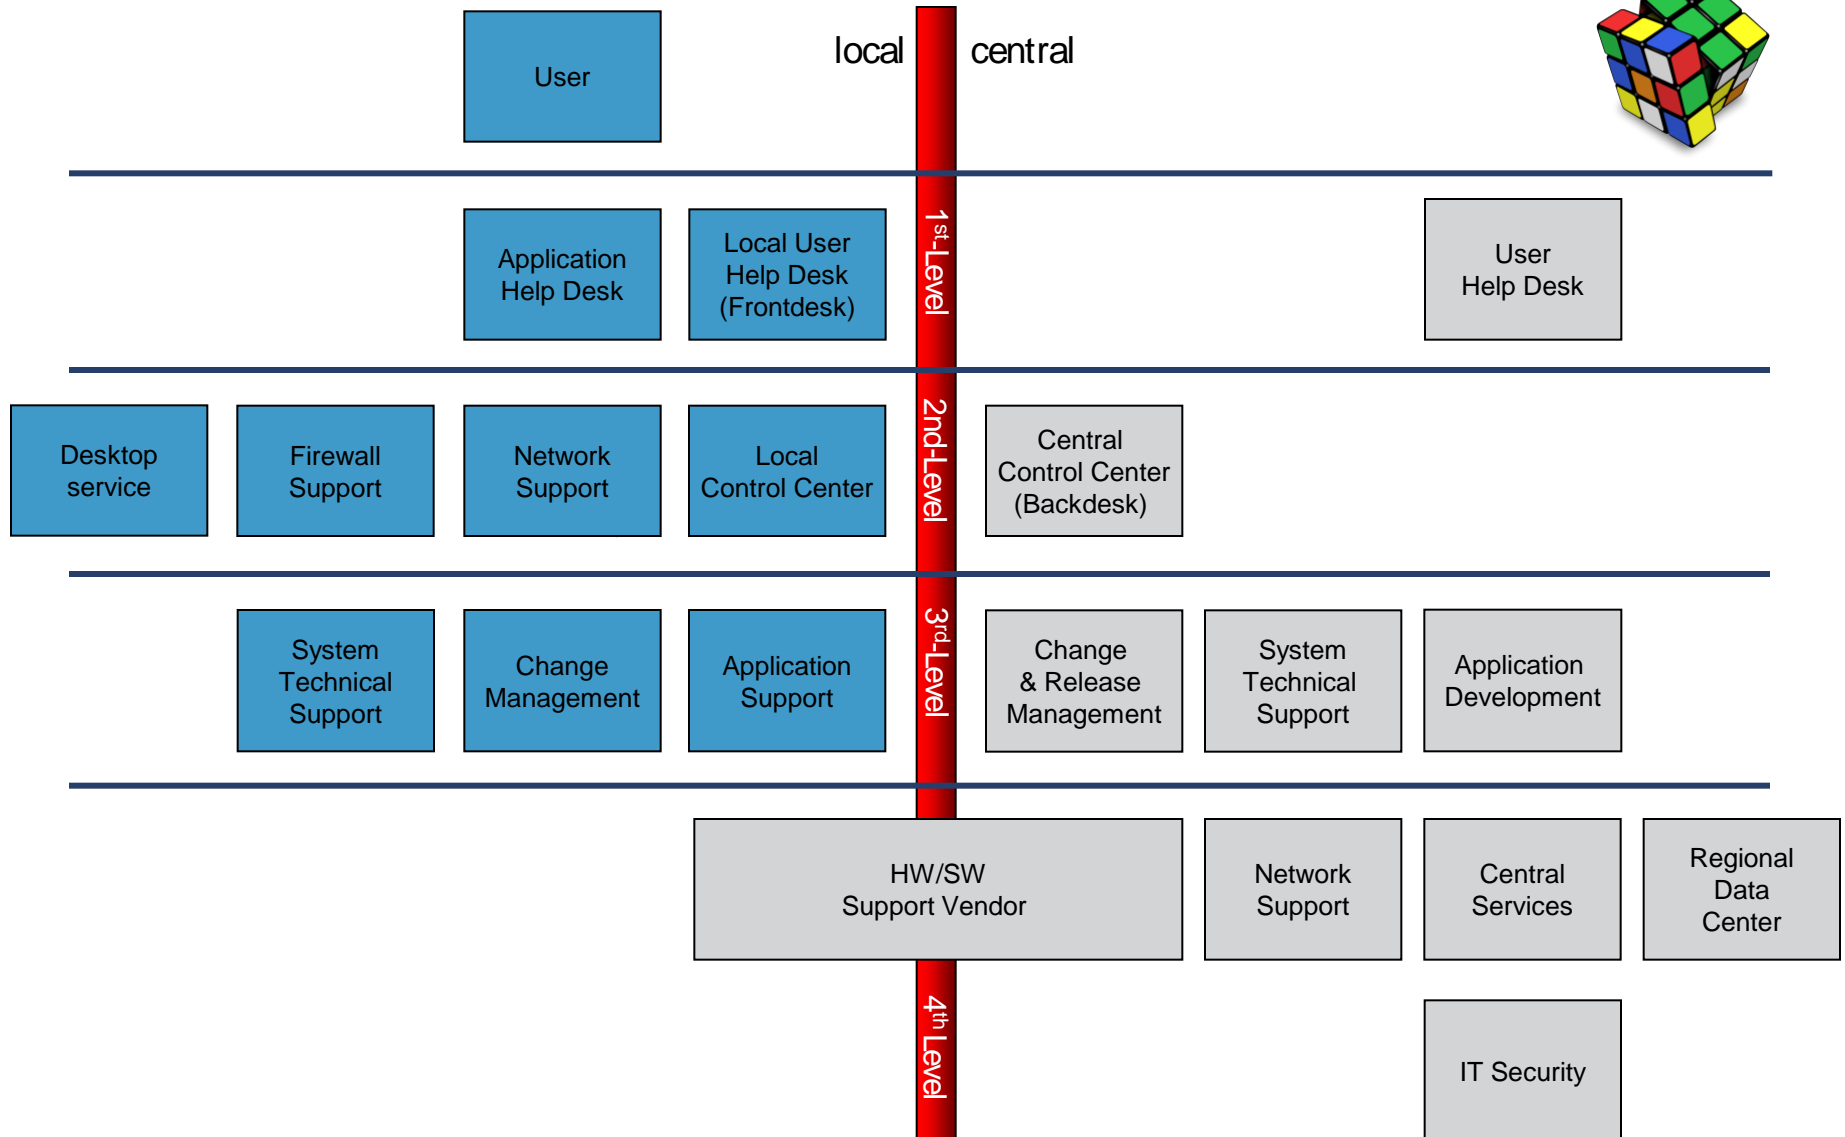 local
central
User
1st-Level
Application
Help Desk
Local User
Help Desk
(Frontdesk)
User
Help Desk
2nd-Level
Desktop
service
Firewall
Support
Network
Support
Local
Control Center
Central
Control Center
(Backdesk)
3rd-Level
System
Technical
Support
Change
Management
Application
Support
Change
& Release
Management
System
Technical
Support
Application
Development
HW/SW
Support Vendor
Network
Support
Central
Services
Regional
Data
Center
4th Level
IT Security